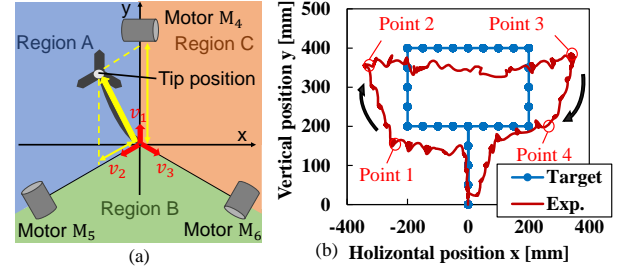 y
Motor M₄
Region A
Region C
Tip position
v₁
x
v₂
v₃
Region B
Motor M₅
Motor M₆
(a)
Vertical position y [mm]
500
400
300
200
100
0
-400
-200
0
200
400
Holizontal position x [mm]
Point 2
Point 3
Point 1
Point 4
Target
Exp.
(b)